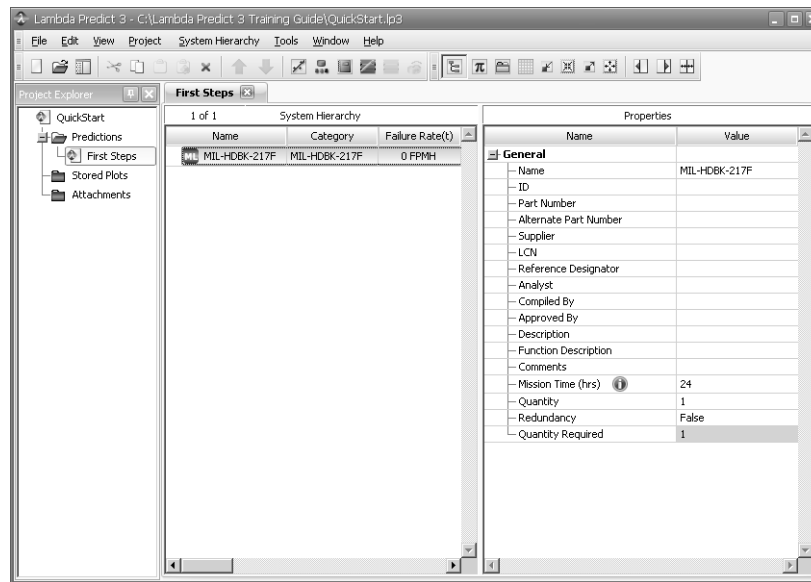 Lambda Predict 3 - C:\Lambda Predict 3 Training Guide\QuickStart.lp3
File Edit View Project System Hierarchy Tools Window Help
Project Explorer
QuickStart
Predictions
First Steps
Stored Plots
Attachments
First Steps
1 of 1 System Hierarchy
Name Category Failure Rate(t)
ML MIL-HDBK-217F MIL-HDBK-217F 0 FPMH
Properties
Name Value
General
Name MIL-HDBK-217F
ID
Part Number
Alternate Part Number
Supplier
LCN
Reference Designator
Analyst
Compiled By
Approved By
Description
Function Description
Comments
Mission Time (hrs) 24
Quantity 1
Redundancy False
Quantity Required 1